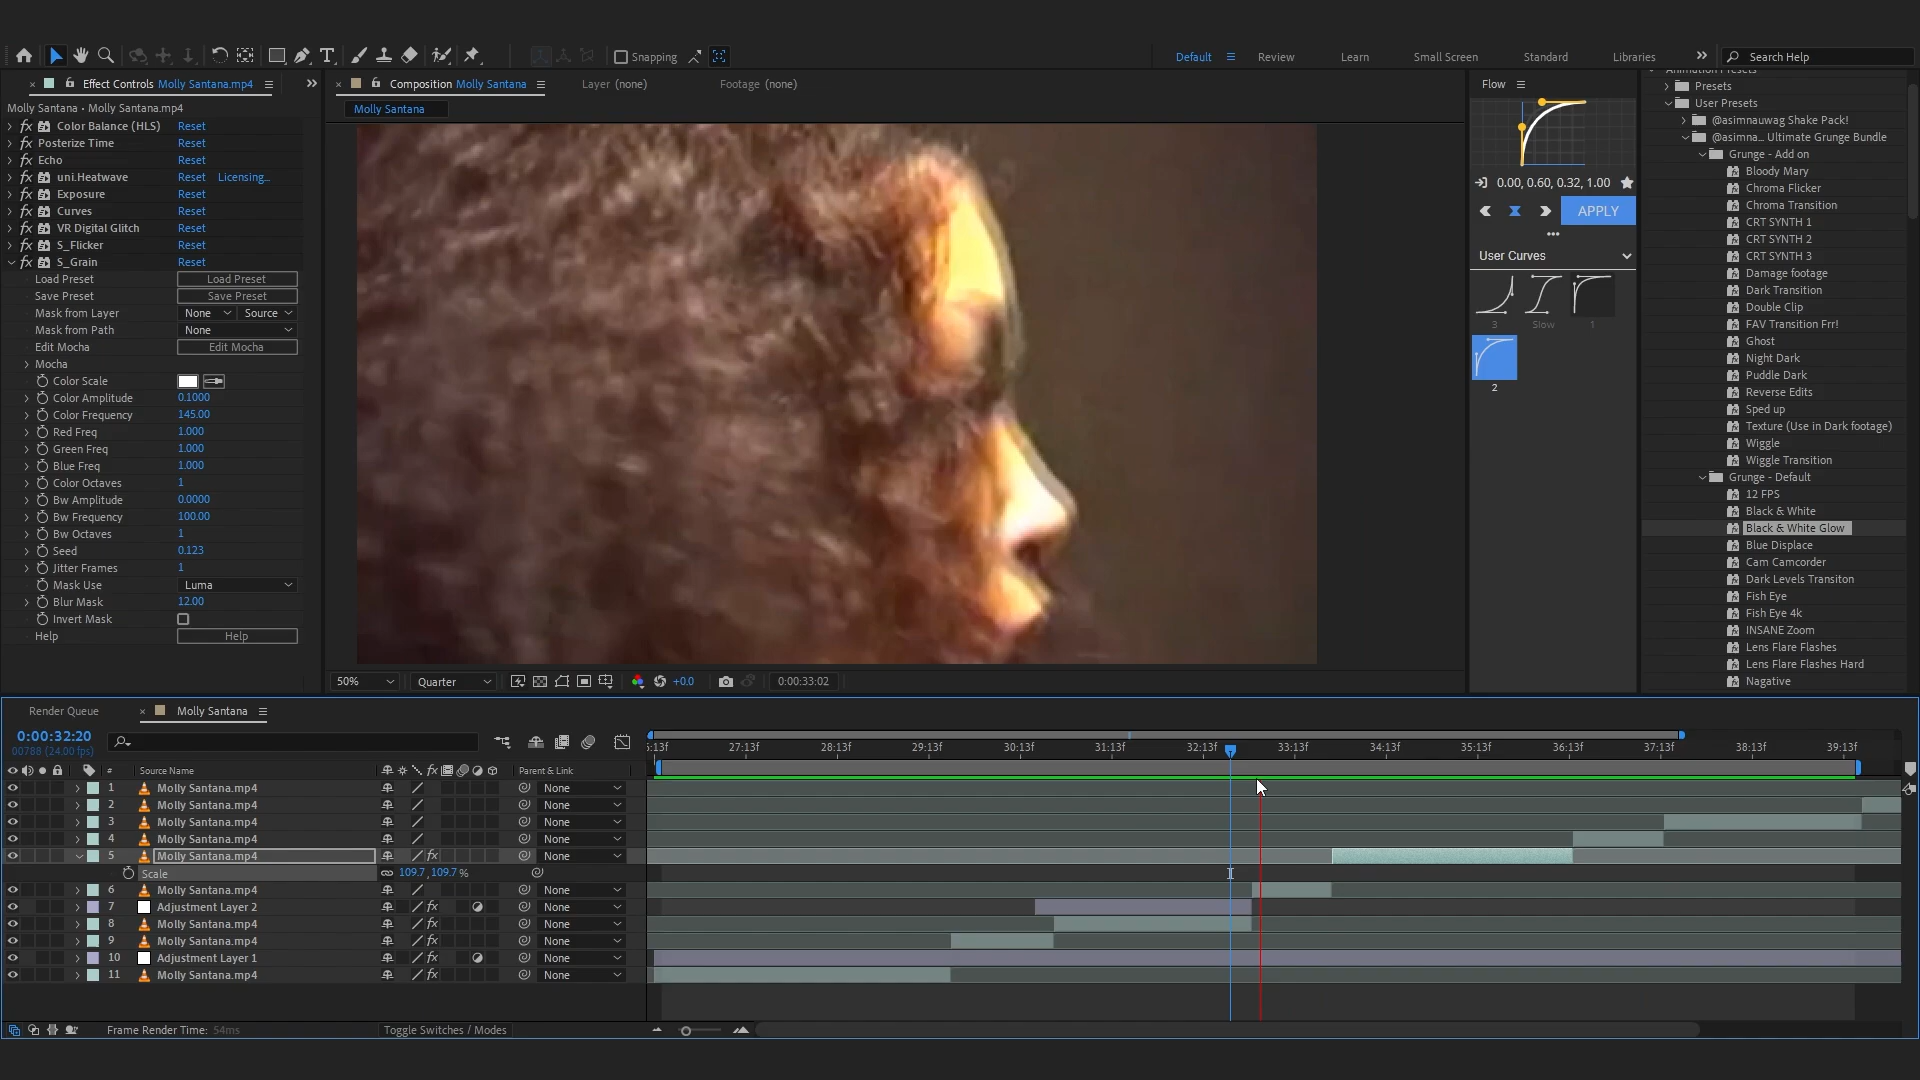 Snapping
Default
Review
Learn
Small Screen
Standard
Libraries
Search Help
Effect Controls Molly Santana.mp4
Composition Molly Santana
Layer (none)
Footage (none)
Flow
Animation Presets
Molly Santana • Molly Santana.mp4
Molly Santana
Color Balance (HLS) Reset
Posterize Time Reset
Echo Reset
uni.Heatwave Reset Licensing...
Exposure Reset
Curves Reset
VR Digital Glitch Reset
S_Flicker Reset
S_Grain Reset
Load Preset Load Preset
Save Preset Save Preset
Mask from Layer None Source
Mask from Path None
Edit Mocha Edit Mocha
Mocha
Color Scale
Color Amplitude 0.1000
Color Frequency 145.00
Red Freq 1.000
Green Freq 1.000
Blue Freq 1.000
Color Octaves 1
Bw Amplitude 0.0000
Bw Frequency 100.00
Bw Octaves 1
Seed 0.123
Jitter Frames 1
Mask Use Luma
Blur Mask 12.00
Invert Mask
Help Help
50% Quarter +0.0 0:00:33:02
0.00, 0.60, 0.32, 1.00
APPLY
User Curves
3 Slow 1
2
Presets
User Presets
@asimnauwag Shake Pack!
@asimna... Ultimate Grunge Bundle
Grunge - Add on
Bloody Mary
Chroma Flicker
Chroma Transition
CRT SYNTH 1
CRT SYNTH 2
CRT SYNTH 3
Damage footage
Dark Transition
Double Clip
FAV Transition Frr!
Ghost
Night Dark
Puddle Dark
Reverse Edits
Sped up
Texture (Use in Dark footage)
Wiggle
Wiggle Transition
Grunge - Default
12 FPS
Black & White
Black & White Glow
Blue Displace
Cam Camcorder
Dark Levels Transiton
Fish Eye
Fish Eye 4k
INSANE Zoom
Lens Flare Flashes
Lens Flare Flashes Hard
Nagative
Render Queue
Molly Santana
0:00:32:20
00788 (24.00 fps)
5:13f 27:13f 28:13f 29:13f 30:13f 31:13f 32:13f 33:13f 34:13f 35:13f 36:13f 37:13f 38:13f 39:13f
# Source Name fx Parent & Link
1 Molly Santana.mp4 None
2 Molly Santana.mp4 None
3 Molly Santana.mp4 None
4 Molly Santana.mp4 None
5 Molly Santana.mp4 fx None
Scale 109.7, 109.7 %
6 Molly Santana.mp4 None
7 Adjustment Layer 2 fx None
8 Molly Santana.mp4 fx None
9 Molly Santana.mp4 fx None
10 Adjustment Layer 1 fx None
11 Molly Santana.mp4 fx None
Frame Render Time: 54ms
Toggle Switches / Modes